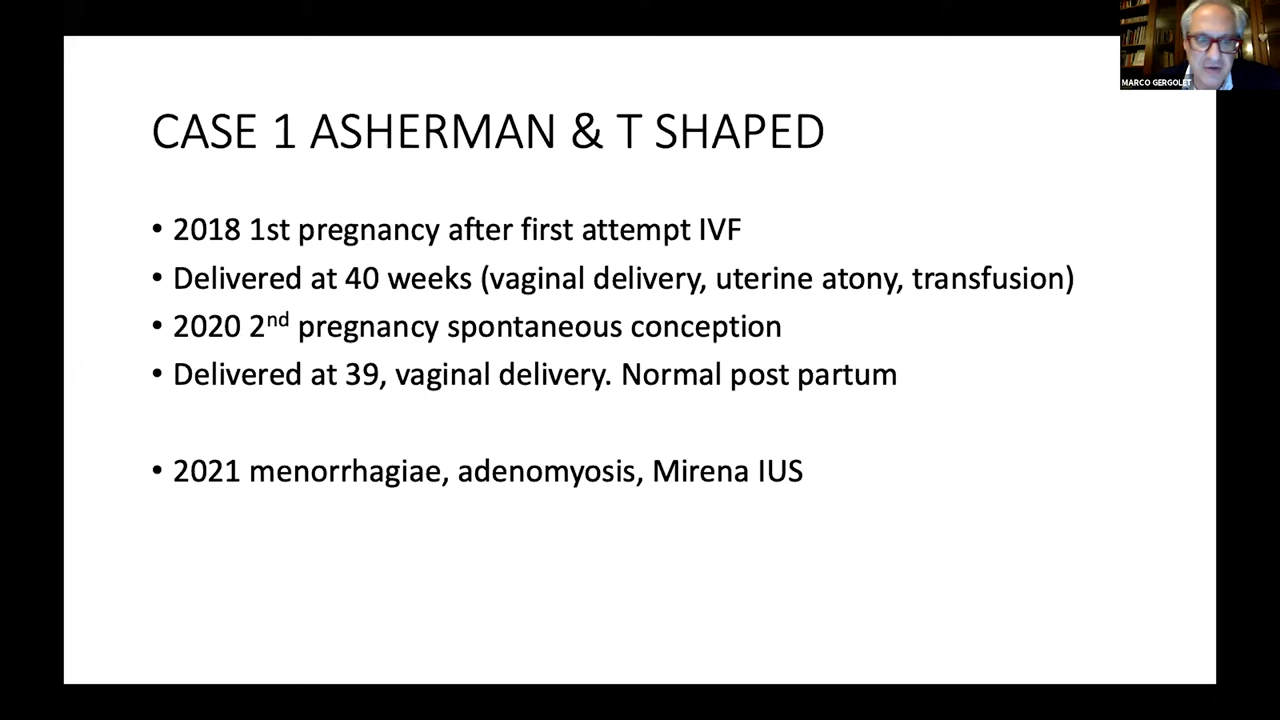 MARCO GERGOLET
CASE 1 ASHERMAN & T SHAPED
• 2018 1st pregnancy after first attempt IVF
• Delivered at 40 weeks (vaginal delivery, uterine atony, transfusion)
• 2020 2nd pregnancy spontaneous conception
• Delivered at 39, vaginal delivery. Normal post partum
• 2021 menorrhagiae, adenomyosis, Mirena IUS